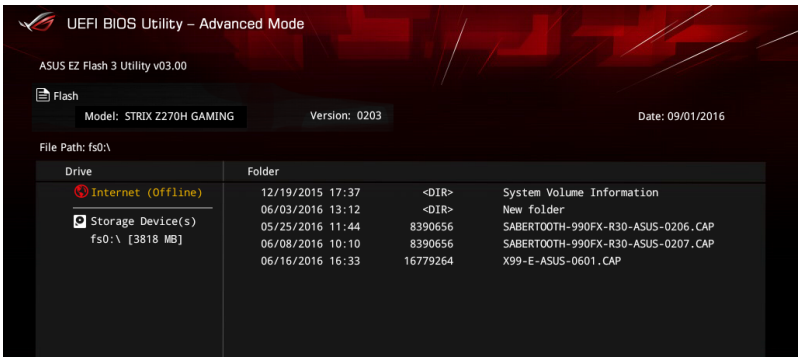 UEFI BIOS Utility – Advanced Mode
ASUS EZ Flash 3 Utility v03.00
Flash
Model: STRIX Z270H GAMING Version: 0203 Date: 09/01/2016
File Path: fs0:\
Drive Folder
Internet (Offline) 12/19/2015 17:37 <DIR> System Volume Information
06/03/2016 13:12 <DIR> New folder
Storage Device(s) 05/25/2016 11:44 8390656 SABERTOOTH-990FX-R30-ASUS-0206.CAP
fs0:\ [3818 MB] 06/08/2016 10:10 8390656 SABERTOOTH-990FX-R30-ASUS-0207.CAP
06/16/2016 16:33 16779264 X99-E-ASUS-0601.CAP